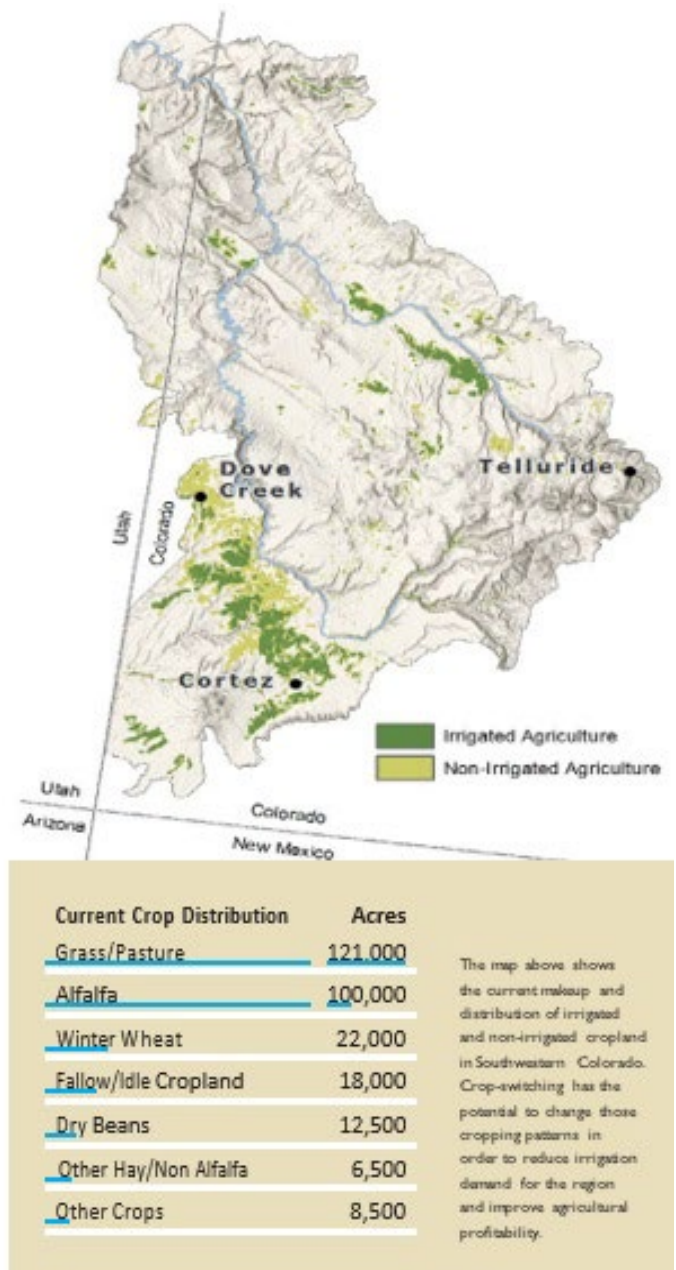 Dove
Creek
Telluride
Utah
Colorado
Cortez
Irrigated Agriculture
Non-Irrigated Agriculture
Utah
Colorado
Arizona
New Mexico
Current Crop Distribution Acres
Grass/Pasture 121,000
Alfalfa 100,000
Winter Wheat 22,000
Fallow/Idle Cropland 18,000
Dry Beans 12,500
Other Hay/Non Alfalfa 6,500
Other Crops 8,500
The map above shows
the current makeup and
distribution of irrigated
and non-irrigated cropland
in Southwestern Colorado.
Crop-switching has the
potential to change those
cropping patterns in
order to reduce irrigation
demand for the region
and improve agricultural
profitability.